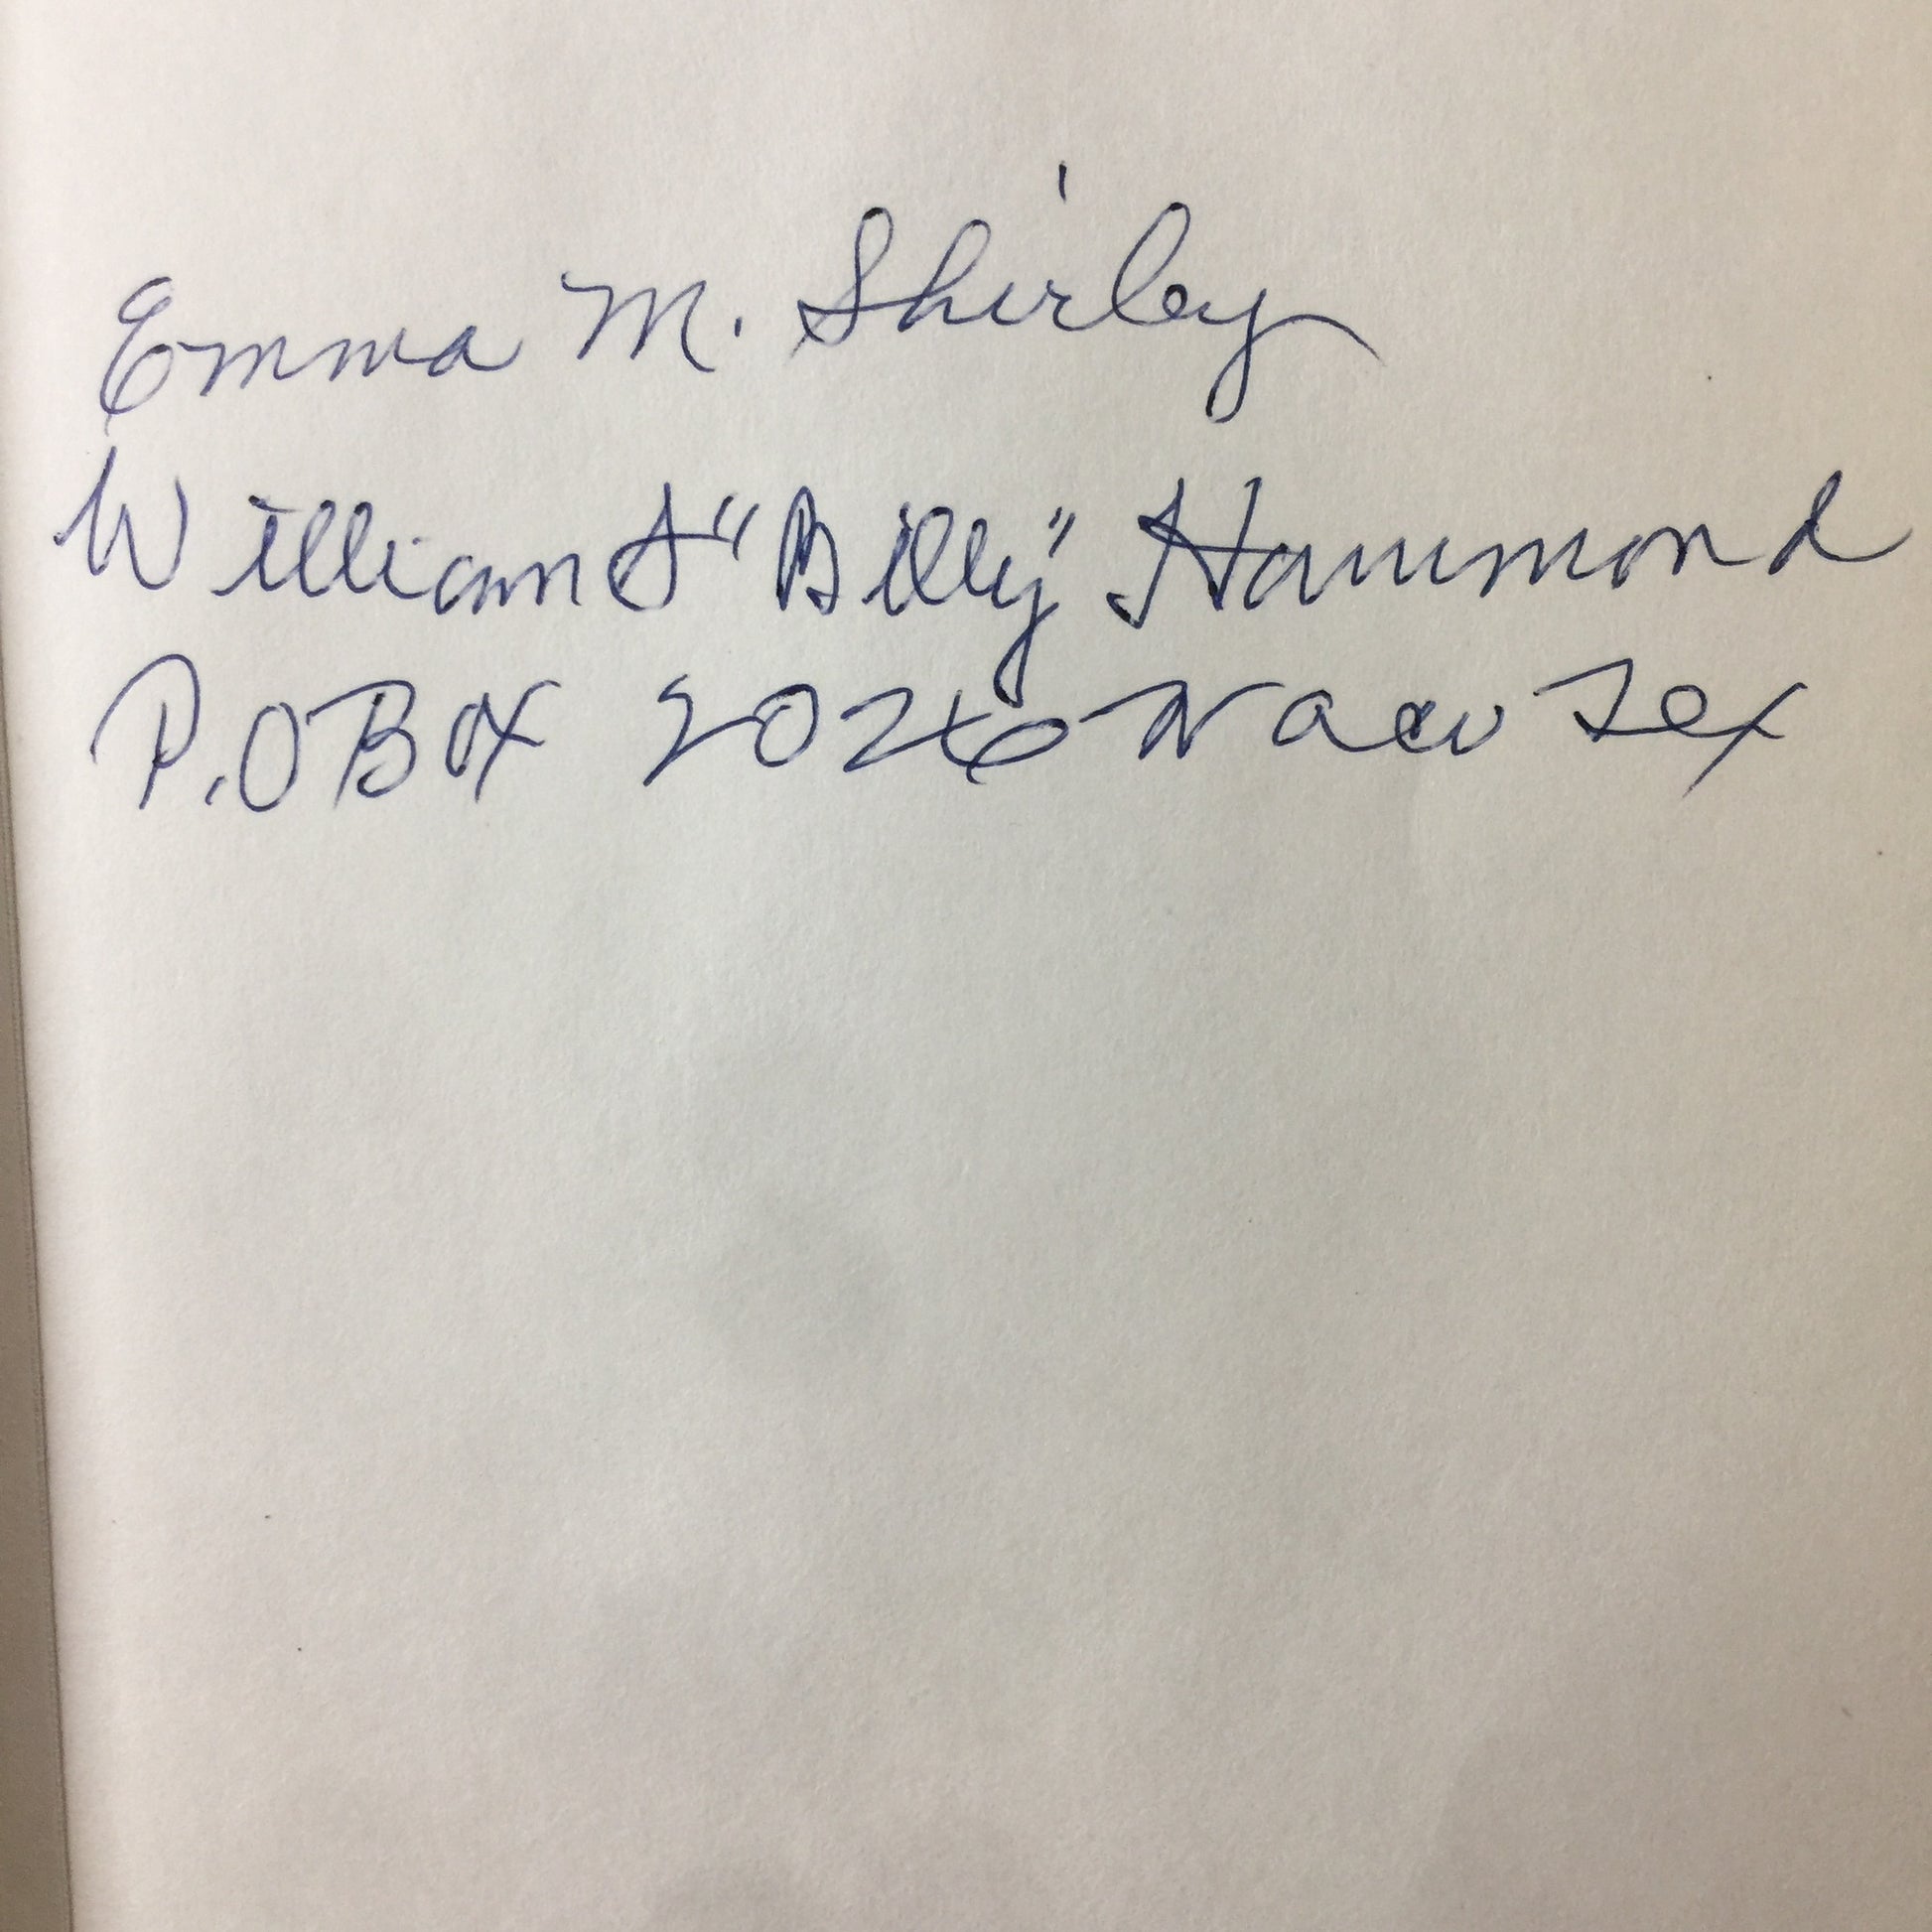 Emma M. Shirley
William S "Billy" Hammond
P.O Box 2026 Waco Tex